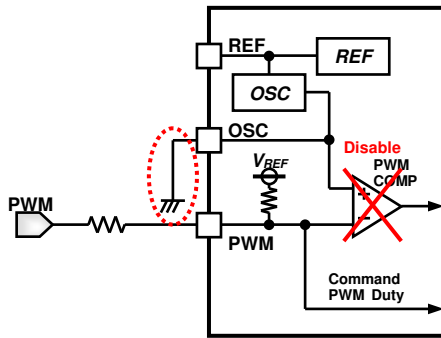 REF
REF
OSC
OSC
Disable
PWM
COMP
VREF
PWM
PWM
Command
PWM Duty